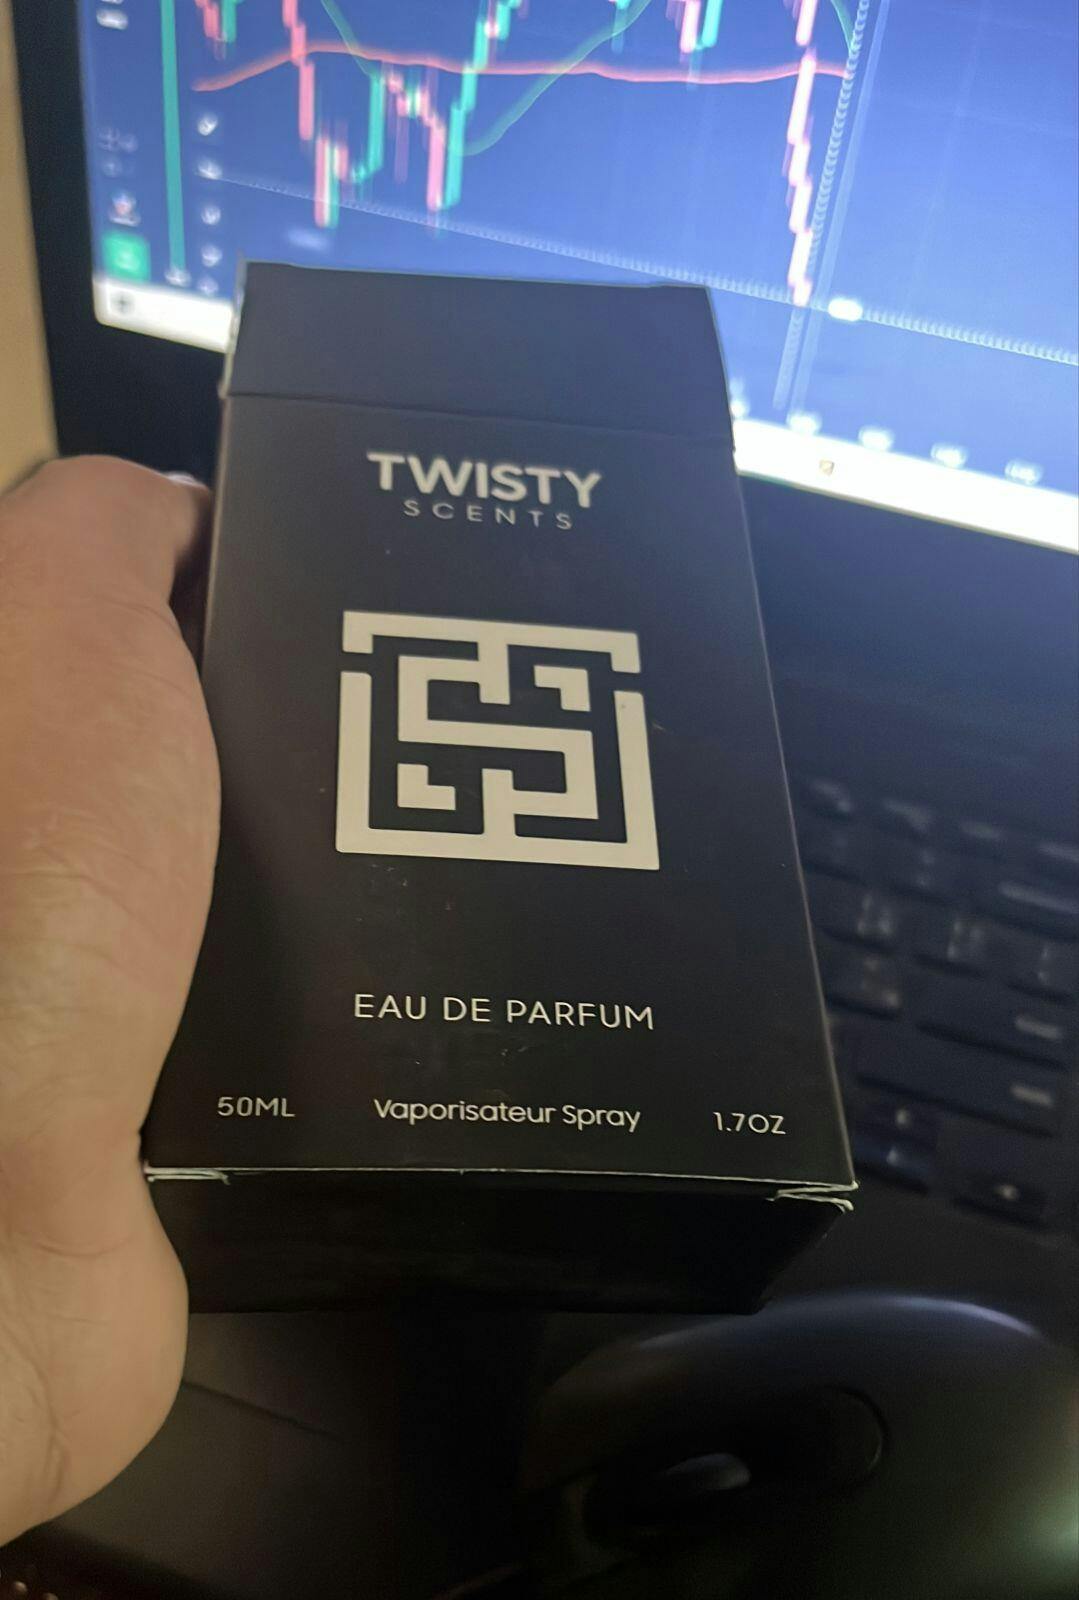 TWISTY
SCENTS
EAU DE PARFUM
50ML Vaporisateur Spray 1.7OZ